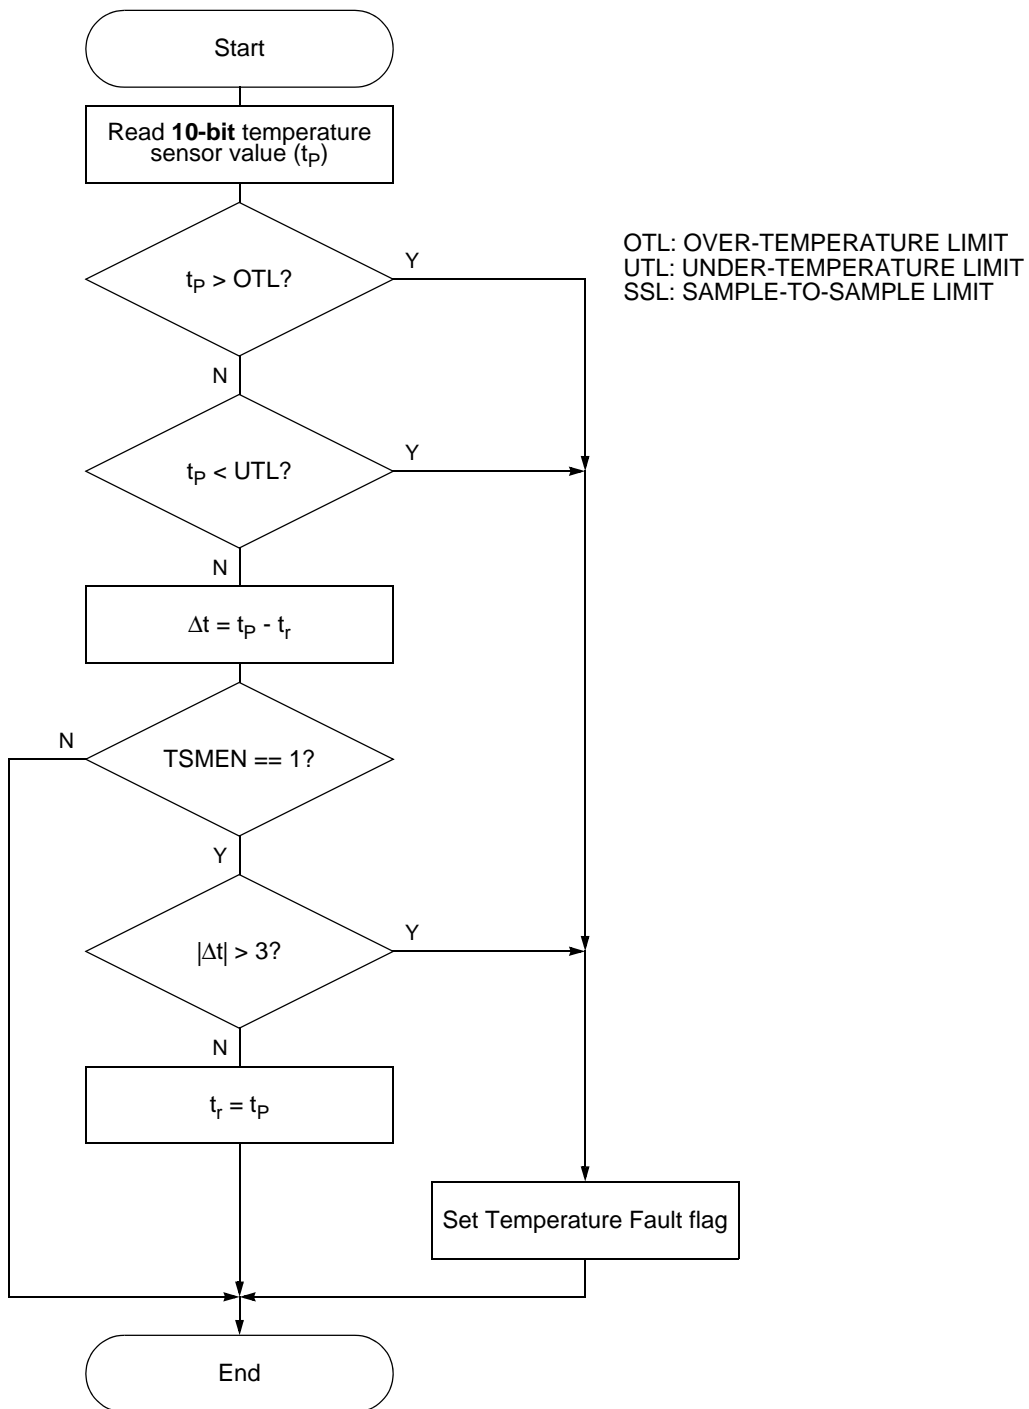 Start
Read 10-bit temperature
sensor value (tP)
tP > OTL?
Y
OTL: OVER-TEMPERATURE LIMIT
UTL: UNDER-TEMPERATURE LIMIT
SSL: SAMPLE-TO-SAMPLE LIMIT
N
tP < UTL?
Y
N
Δt = tP - tr
N
TSMEN == 1?
Y
|Δt| > 3?
Y
N
tr = tP
Set Temperature Fault flag
End